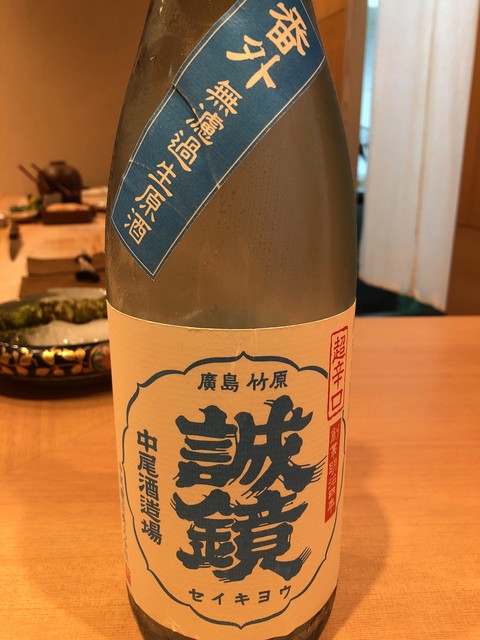 番外
無濾過生原酒
超辛口
廣島 竹原
誠鏡
中尾酒造場
セイキヨウ